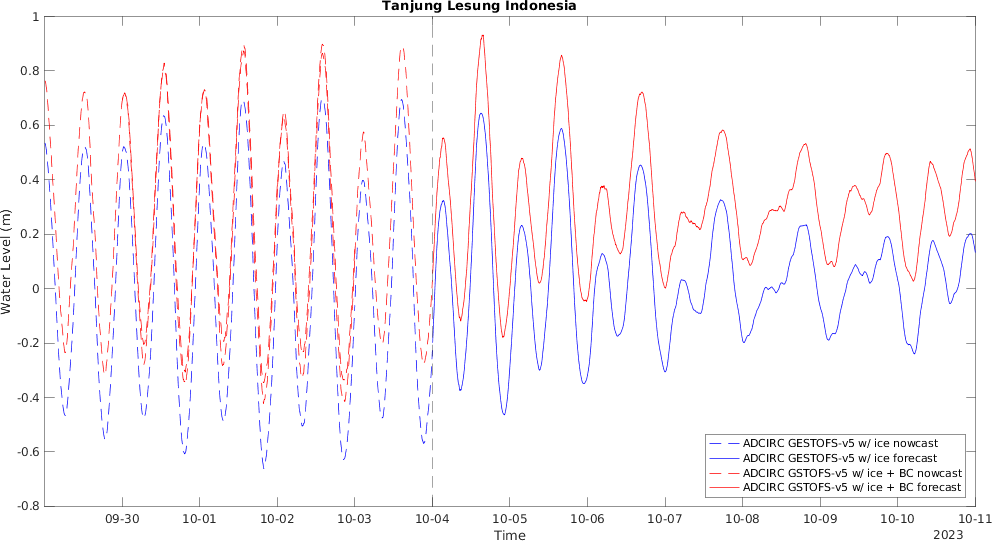 Tanjung Lesung Indonesia
1
0.8
0.6
0.4
0.2
0
-0.2
-0.4
-0.6
-0.8
Water Level (m)
09-30 10-01 10-02 10-03 10-04 10-05 10-06 10-07 10-08 10-09 10-10 10-11
Time
2023
ADCIRC GESTOFS-v5 w/ ice nowcast
ADCIRC GESTOFS-v5 w/ ice forecast
ADCIRC GSTOFS-v5 w/ ice + BC nowcast
ADCIRC GSTOFS-v5 w/ ice + BC forecast